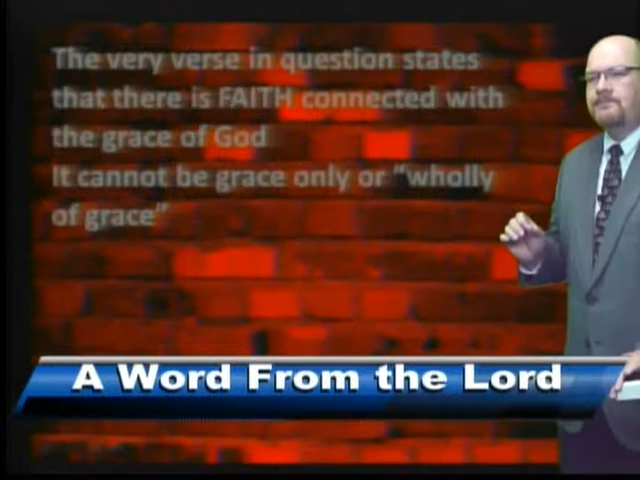 The very verse in question states
that there is FAITH connected with
the grace of God
It cannot be grace only or "wholly
of grace"
A Word From the Lord